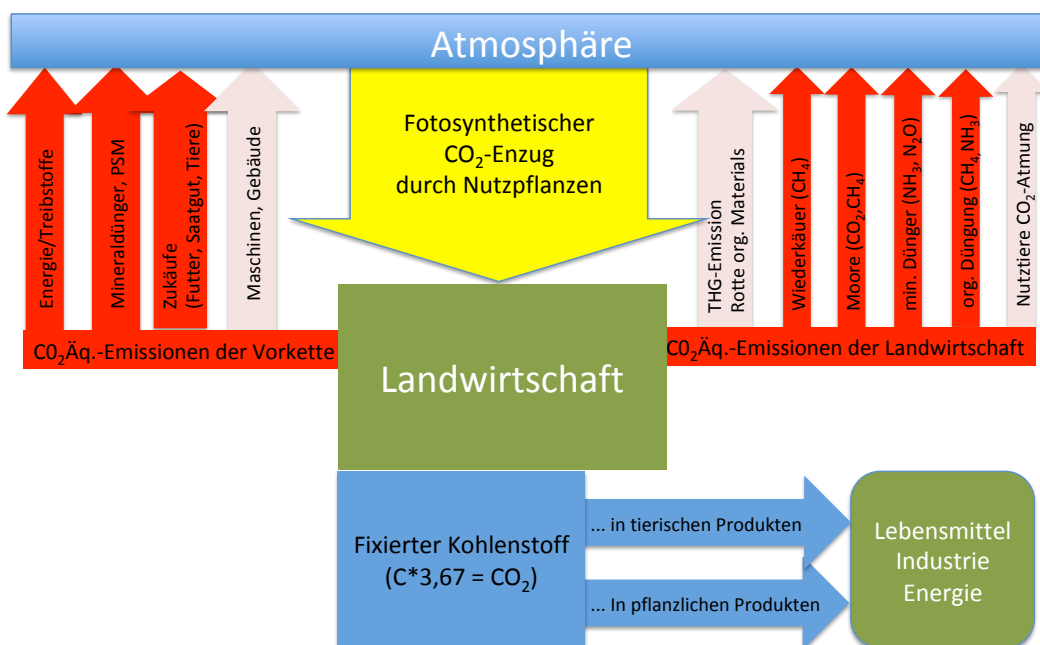 Atmosphäre
Energie/Treibstoffe
Mineraldünger, PSM
Zukäufe
(Futter, Saatgut, Tiere)
Maschinen, Gebäude
Fotosynthetischer
CO₂-Enzug
durch Nutzpflanzen
THG-Emission
Rotte org. Materials
Wiederkäuer (CH₄)
Moore (CO₂,CH₄)
min. Dünger (NH₃, N₂O)
org. Düngung (CH₄, NH₃)
Nutztiere CO₂-Atmung
C0₂Äq.-Emissionen der Vorkette
C0₂Äq.-Emissionen der Landwirtschaft
Landwirtschaft
Fixierter Kohlenstoff
(C*3,67 = CO₂)
... in tierischen Produkten
... In pflanzlichen Produkten
Lebensmittel
Industrie
Energie